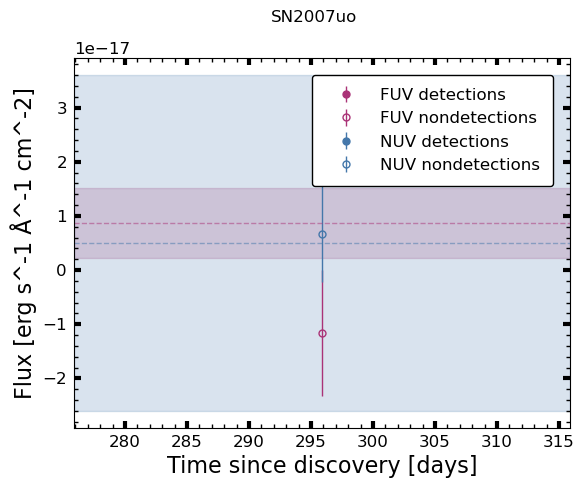 SN2007uo
1e−17
FUV detections
FUV nondetections
NUV detections
NUV nondetections
3
2
1
0
−1
−2
Flux [erg s^-1 Å^-1 cm^-2]
280 285 290 295 300 305 310 315
Time since discovery [days]